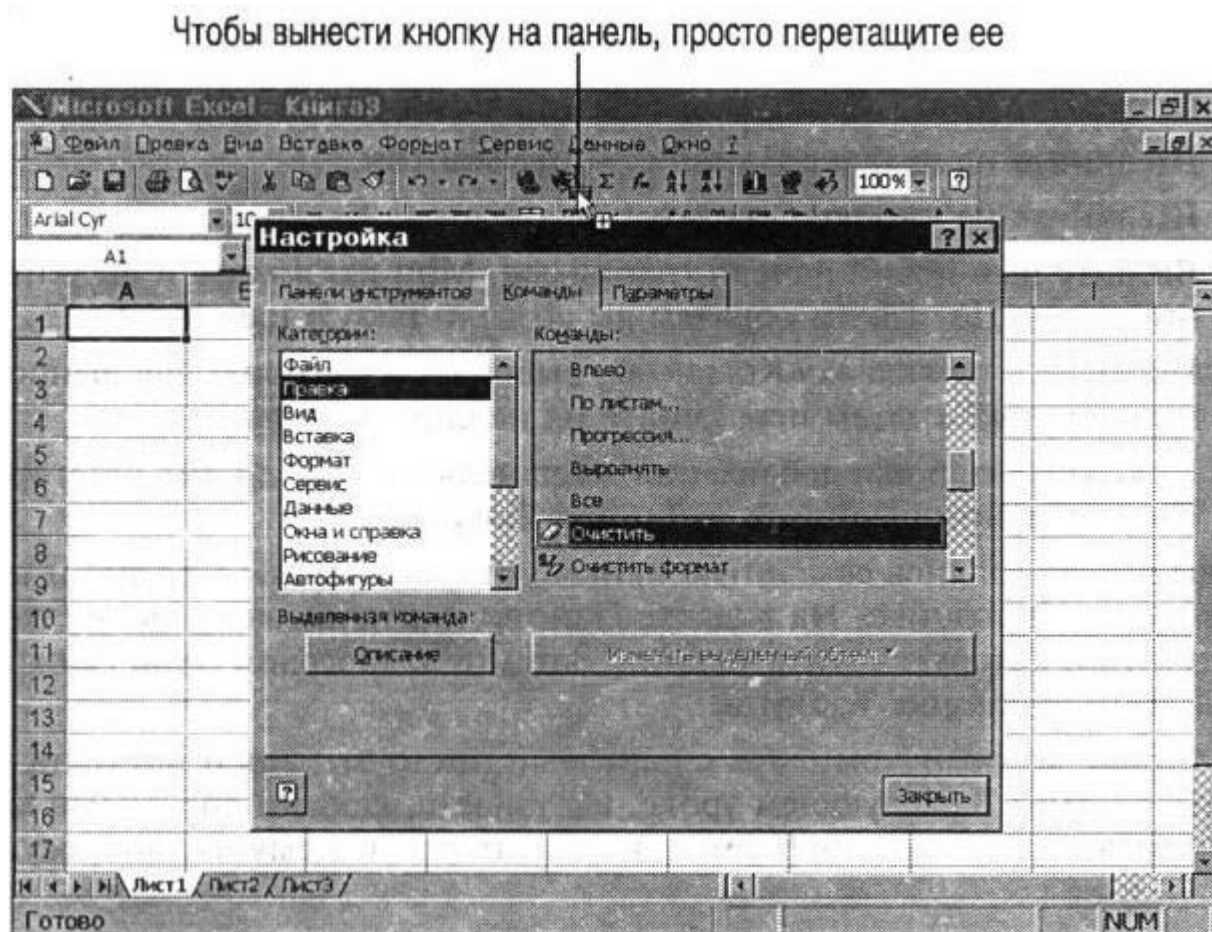 Чтобы вынести кнопку на панель, просто перетащите ее
Microsoft Excel - Книга3
Файл Правка Вид Вставка Формат Сервис Данные Окно ?
100%
Arial Cyr 10
A1
Настройка
Панели инструментов Команды Параметры
A I
Категории: Команды:
Файл
Правка
Вид
Вставка
Формат
Сервис
Данные
Окна и справка
Рисование
Автофигуры
Влево
По листам...
Прогрессия...
Выровнять
Все
Очистить
Очистить формат
Выделенная команда:
Описание Изменить выделенный объект
Закрыть
1
2
3
4
5
6
7
8
9
10
11
12
13
14
15
16
17
Лист1 Лист2 Лист3
Готово NUM